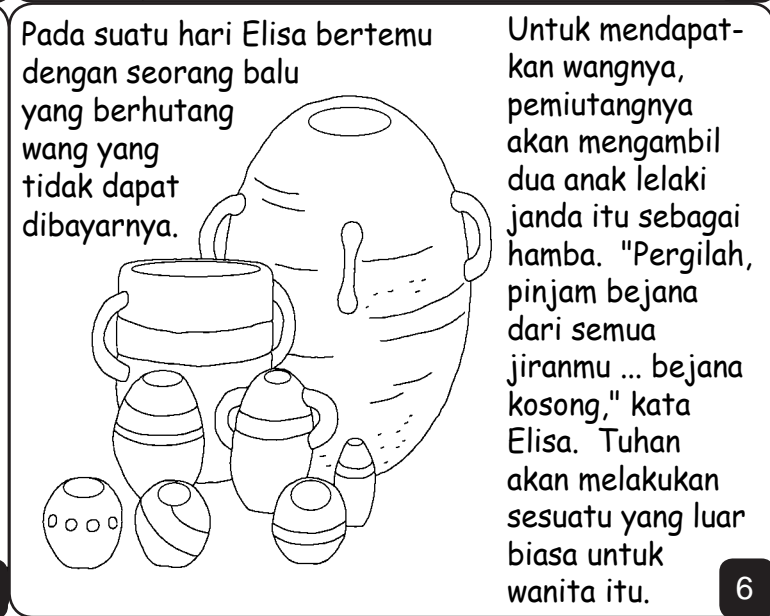 Pada suatu hari Elisa bertemu
dengan seorang balu
yang berhutang
wang yang
tidak dapat
dibayarnya.
Untuk mendapat-
kan wangnya,
pemiutangnya
akan mengambil
dua anak lelaki
janda itu sebagai
hamba. "Pergilah,
pinjam bejana
dari semua
jiranmu ... bejana
kosong," kata
Elisa. Tuhan
akan melakukan
sesuatu yang luar
biasa untuk
wanita itu.
6